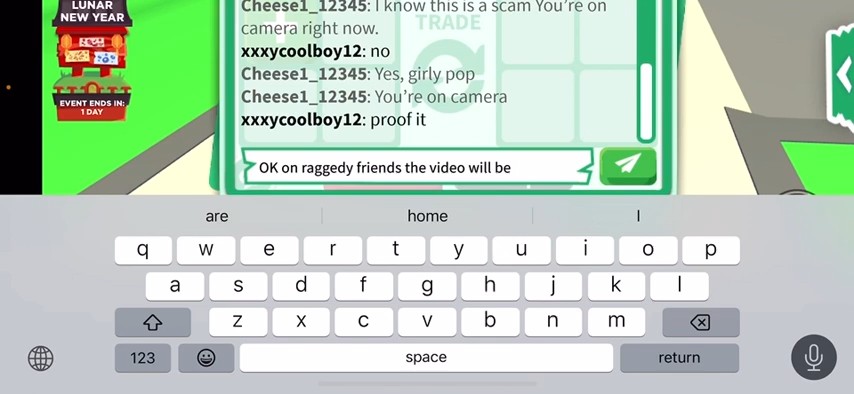 LUNAR
NEW YEAR
EVENT ENDS IN:
1 DAY
TRADE
Cheese1_12345: I know this is a scam You're on
camera right now.
xxxycoolboy12: no
Cheese1_12345: Yes, girly pop
Cheese1_12345: You're on camera
xxxycoolboy12: proof it
OK on raggedy friends the video will be
are home I
q w e r t y u i o p
a s d f g h j k l
z x c v b n m
123 space return